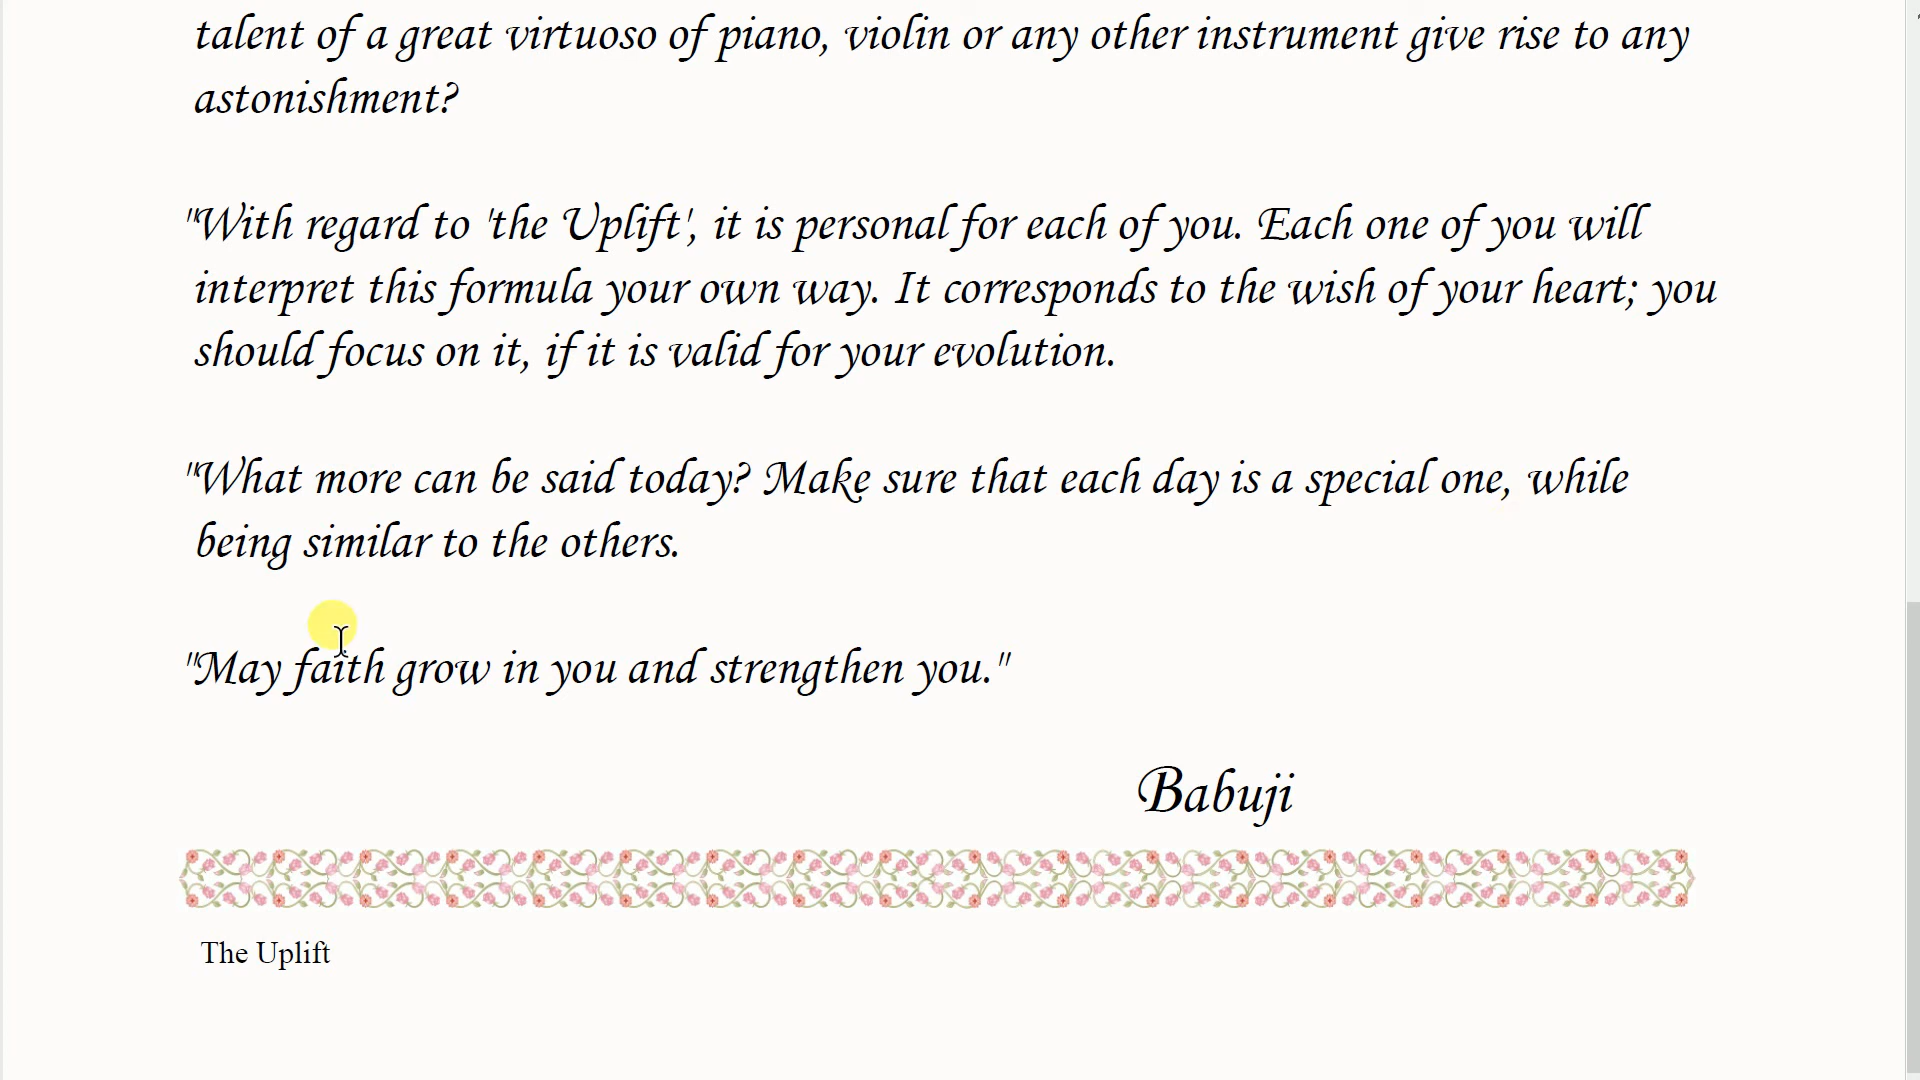 talent of a great virtuoso of piano, violin or any other instrument give rise to any
astonishment?
"With regard to 'the Uplift', it is personal for each of you. Each one of you will
interpret this formula your own way. It corresponds to the wish of your heart; you
should focus on it, if it is valid for your evolution.
"What more can be said today? Make sure that each day is a special one, while
being similar to the others.
"May faith grow in you and strengthen you."
Babuji
The Uplift